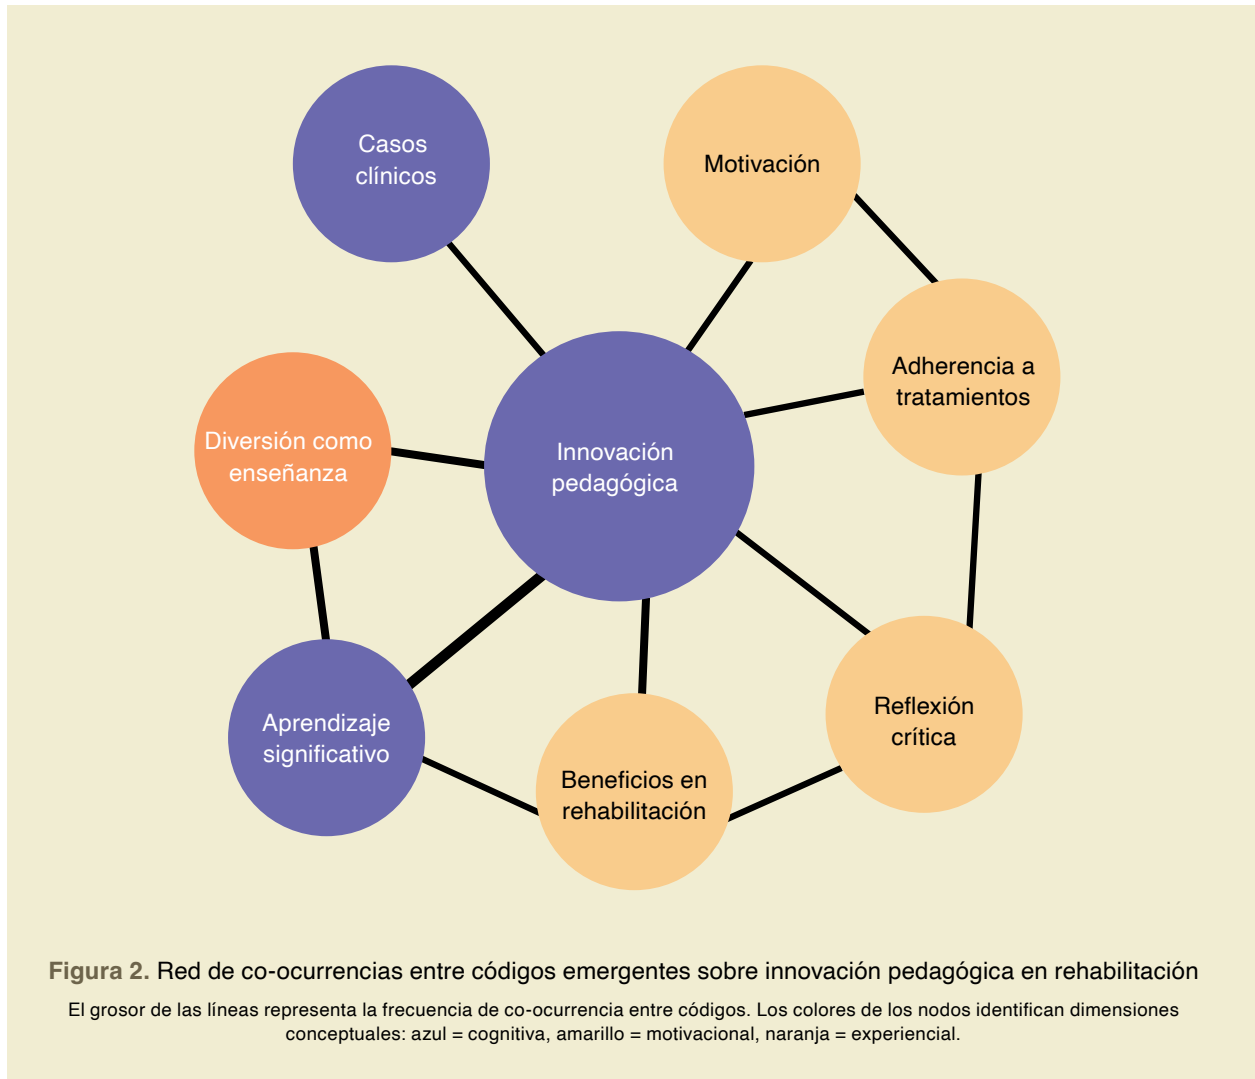 Casos
clínicos
Motivación
Adherencia a
tratamientos
Diversión como
enseñanza
Innovación
pedagógica
Aprendizaje
significativo
Beneficios en
rehabilitación
Reflexión
crítica
Figura 2. Red de co-ocurrencias entre códigos emergentes sobre innovación pedagógica en rehabilitación
El grosor de las líneas representa la frecuencia de co-ocurrencia entre códigos. Los colores de los nodos identifican dimensiones
conceptuales: azul = cognitiva, amarillo = motivacional, naranja = experiencial.